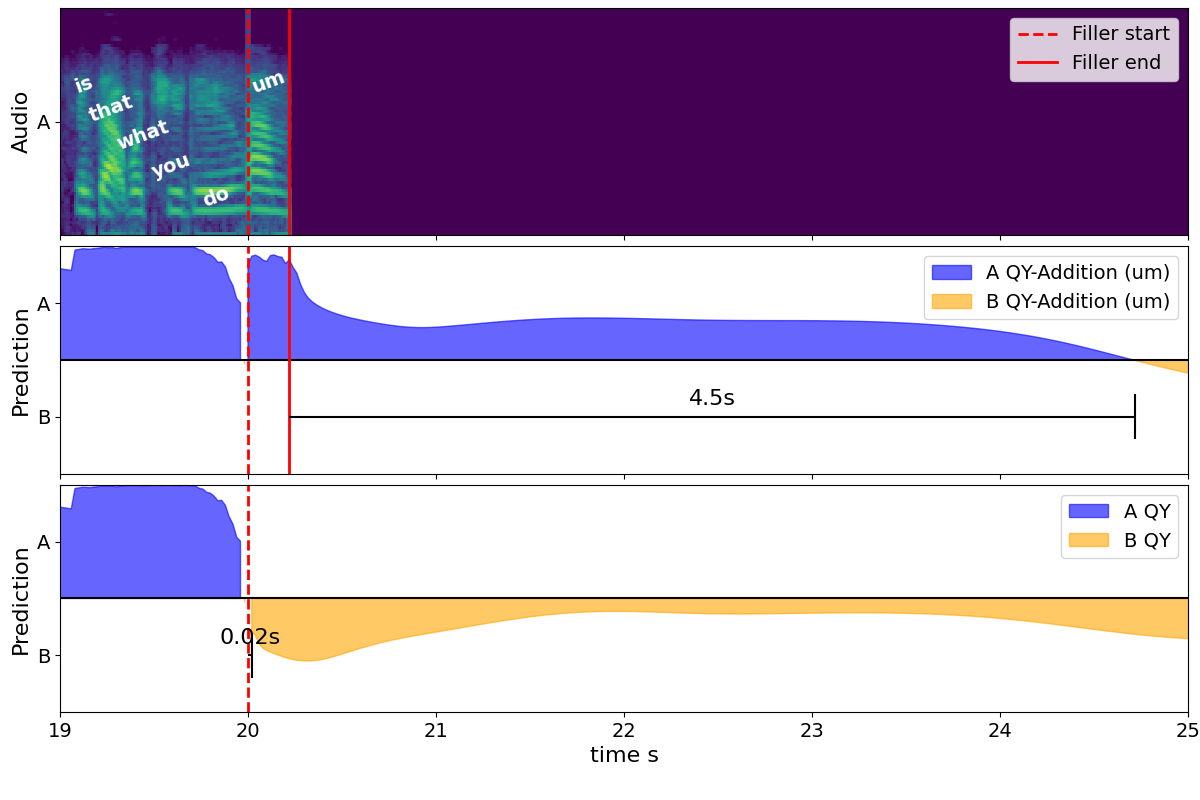 Filler start
Filler end
Audio
A
is
that
what
you
do
um
A QY-Addition (um)
B QY-Addition (um)
Prediction
A
B
4.5s
A QY
B QY
Prediction
A
B
0.02s
19 20 21 22 23 24 25
time s